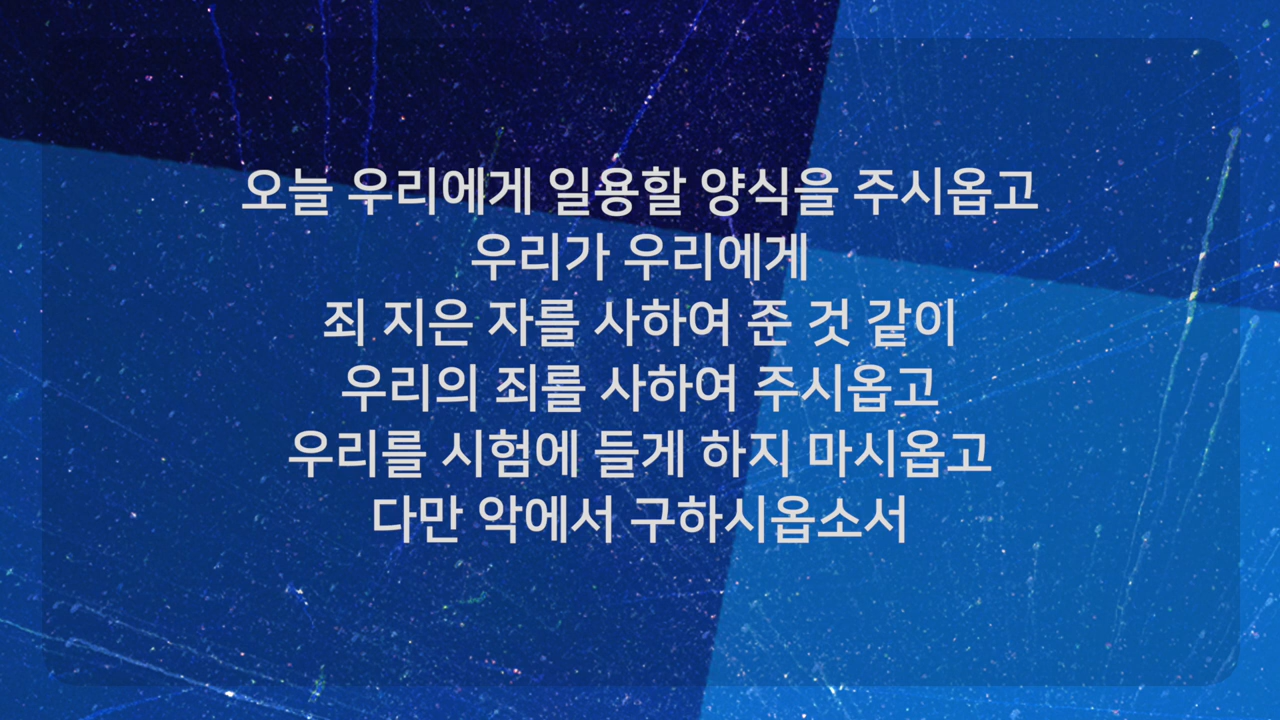 오늘 우리에게 일용할 양식을 주시옵고
우리가 우리에게
죄 지은 자를 사하여 준 것 같이
우리의 죄를 사하여 주시옵고
우리를 시험에 들게 하지 마시옵고
다만 악에서 구하시옵소서